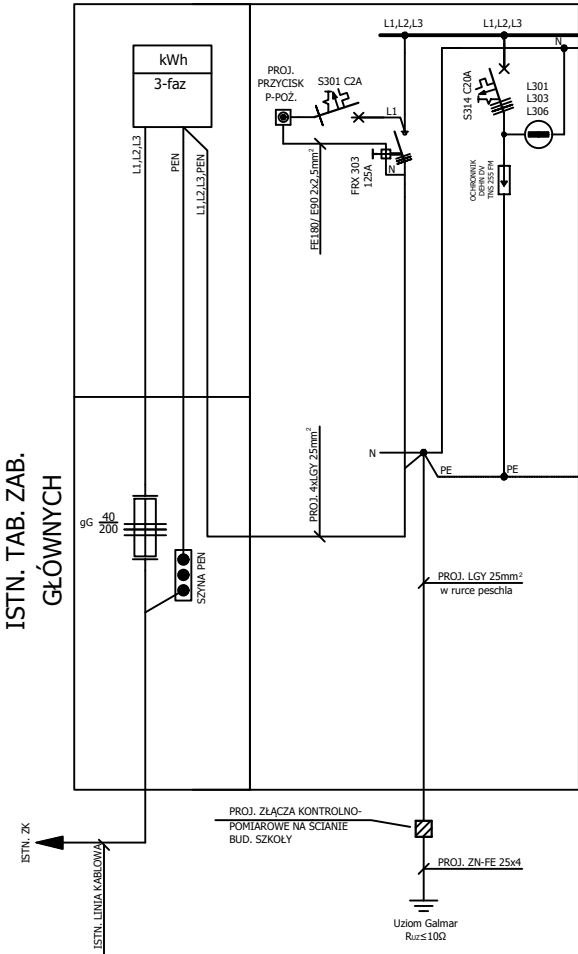 ISTN. TAB. ZAB.
GŁÓWNYCH
kWh
3-faz
L1,L2,L3
PEN
L1,L2,L3,PEN
gG 40
200
SZYNA PEN
ISTN. ZK
ISTN. LINIA KABLOWA
PROJ.
PRZYCISK
P-POŻ.
S301 C2A
L1
FE180/ E90 2x2,5mm²
FRX 303
125A
N
L1,L2,L3
L1,L2,L3
N
S314 C20A
L301
L303
L306
OCHRONNIK
DEHN DV
TNS 255 FM
N
PE
PE
PROJ. 4xLGY 25mm²
PROJ. LGY 25mm²
w rurce peschla
PROJ. ZŁĄCZA KONTROLNO-
POMIAROWE NA ŚCIANIE
BUD. SZKOŁY
PROJ. ZN-FE 25x4
Uziom Galmar
Ruz≤10Ω